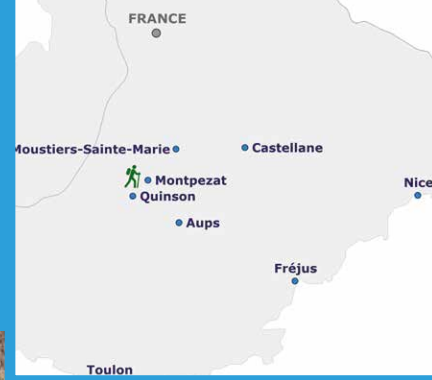 FRANCE
Moustiers-Sainte-Marie
Castellane
Montpezat
Nice
Quinson
Aups
Fréjus
Toulon